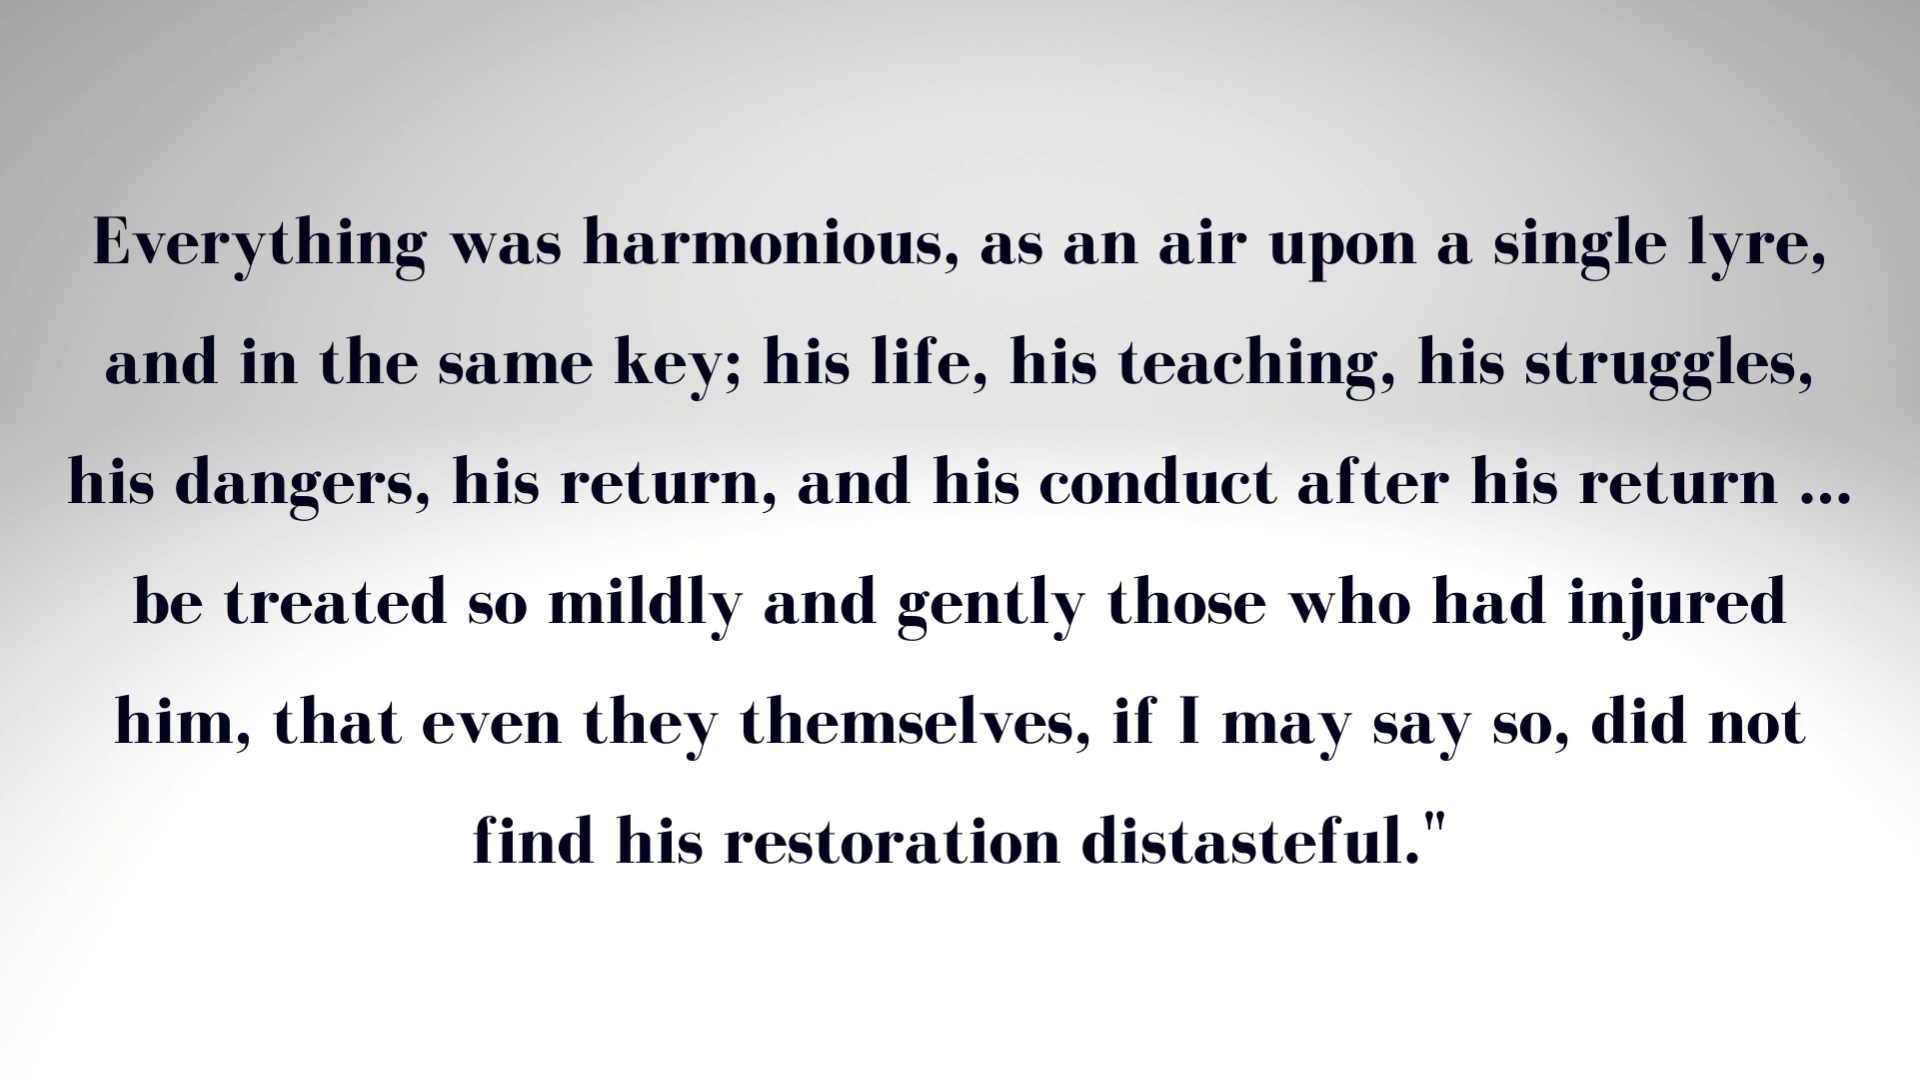 Everything was harmonious, as an air upon a single lyre,
and in the same key; his life, his teaching, his struggles,
his dangers, his return, and his conduct after his return ...
be treated so mildly and gently those who had injured
him, that even they themselves, if I may say so, did not
find his restoration distasteful."